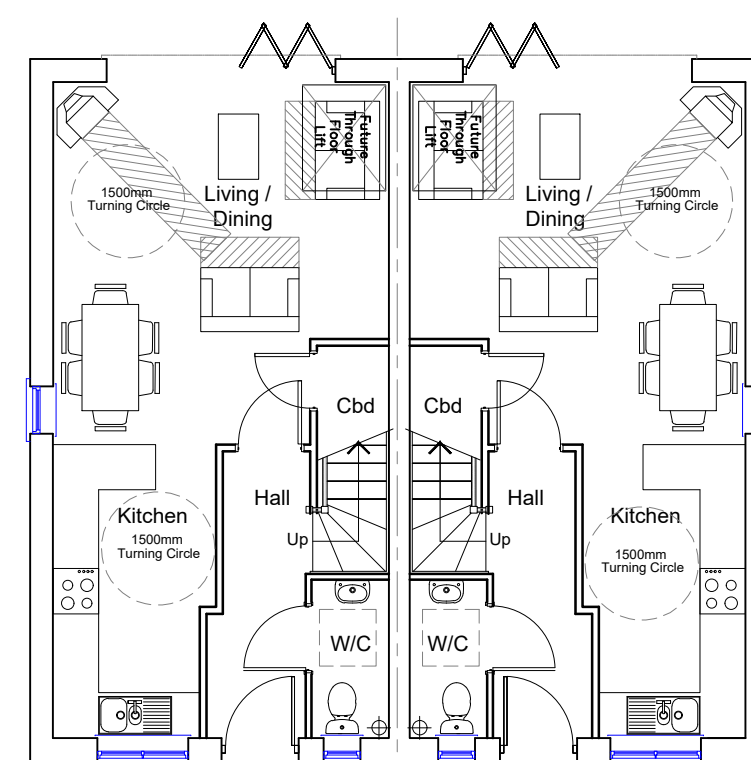 Future
Through
Floor
Lift
Future
Through
Floor
Lift
1500mm
Turning Circle
Living /
Dining
Living /
Dining
1500mm
Turning Circle
Cbd
Cbd
Hall
Hall
Kitchen
1500mm
Turning Circle
Kitchen
1500mm
Turning Circle
Up
Up
W/C
W/C